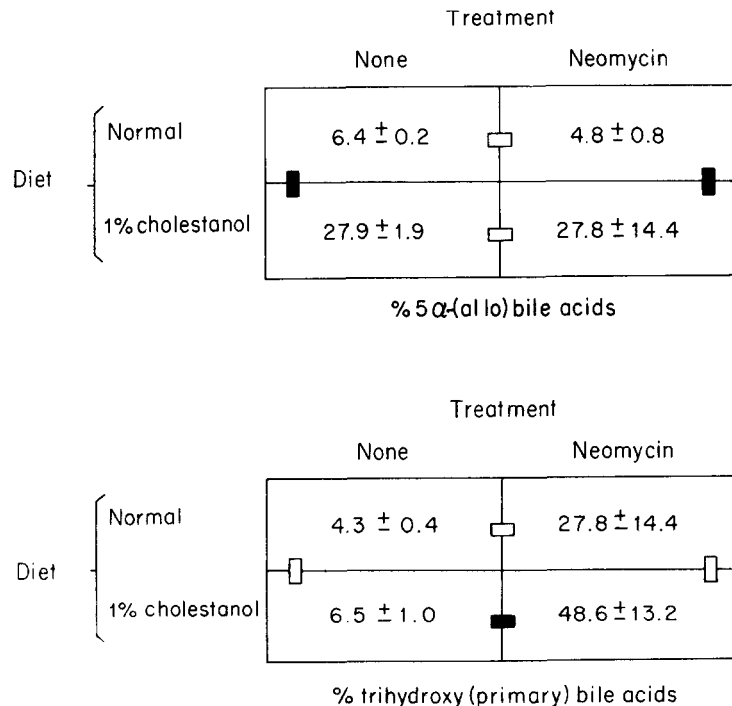 Treatment
None Neomycin
Normal 6.4 ± 0.2 4.8 ± 0.8
Diet
1% cholestanol 27.9 ± 1.9 27.8 ± 14.4
% 5α-(allo) bile acids
Treatment
None Neomycin
Normal 4.3 ± 0.4 27.8 ± 14.4
Diet
1% cholestanol 6.5 ± 1.0 48.6 ± 13.2
% trihydroxy (primary) bile acids